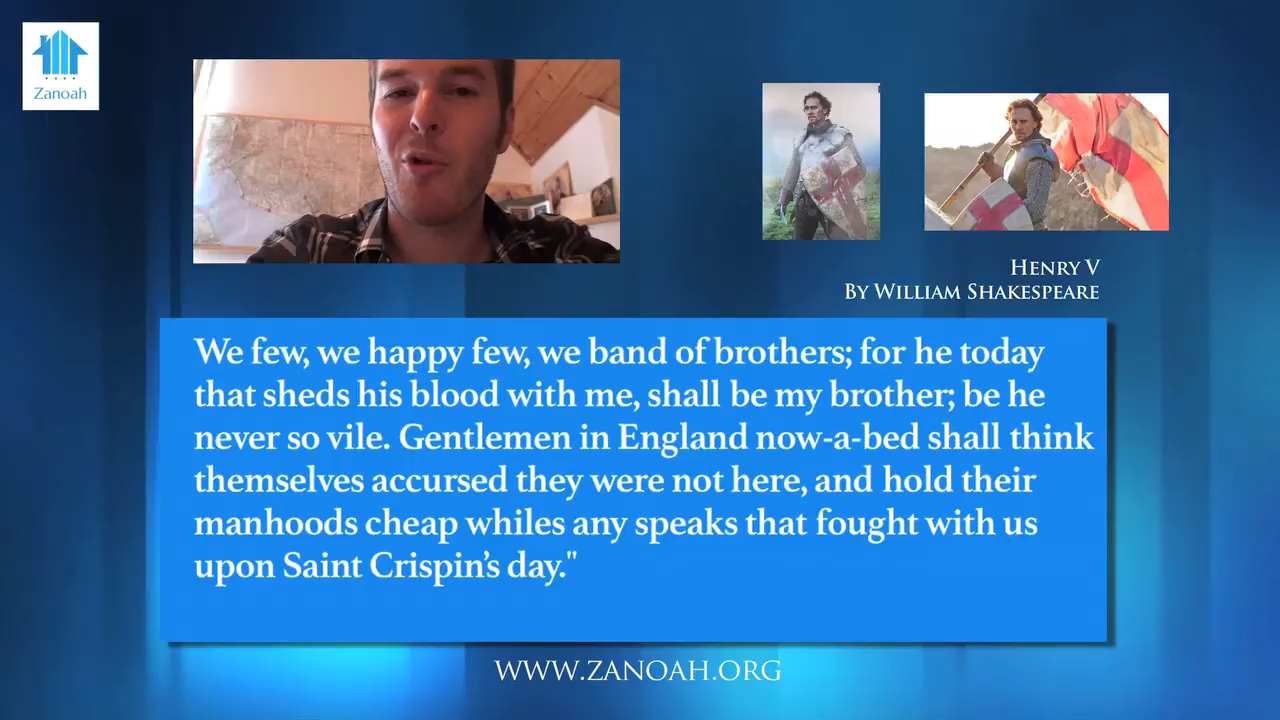 Zanoah
HENRY V
BY WILLIAM SHAKESPEARE
We few, we happy few, we band of brothers; for he today
that sheds his blood with me, shall be my brother; be he
never so vile. Gentlemen in England now-a-bed shall think
themselves accursed they were not here, and hold their
manhoods cheap whiles any speaks that fought with us
upon Saint Crispin’s day."
WWW.ZANOAH.ORG